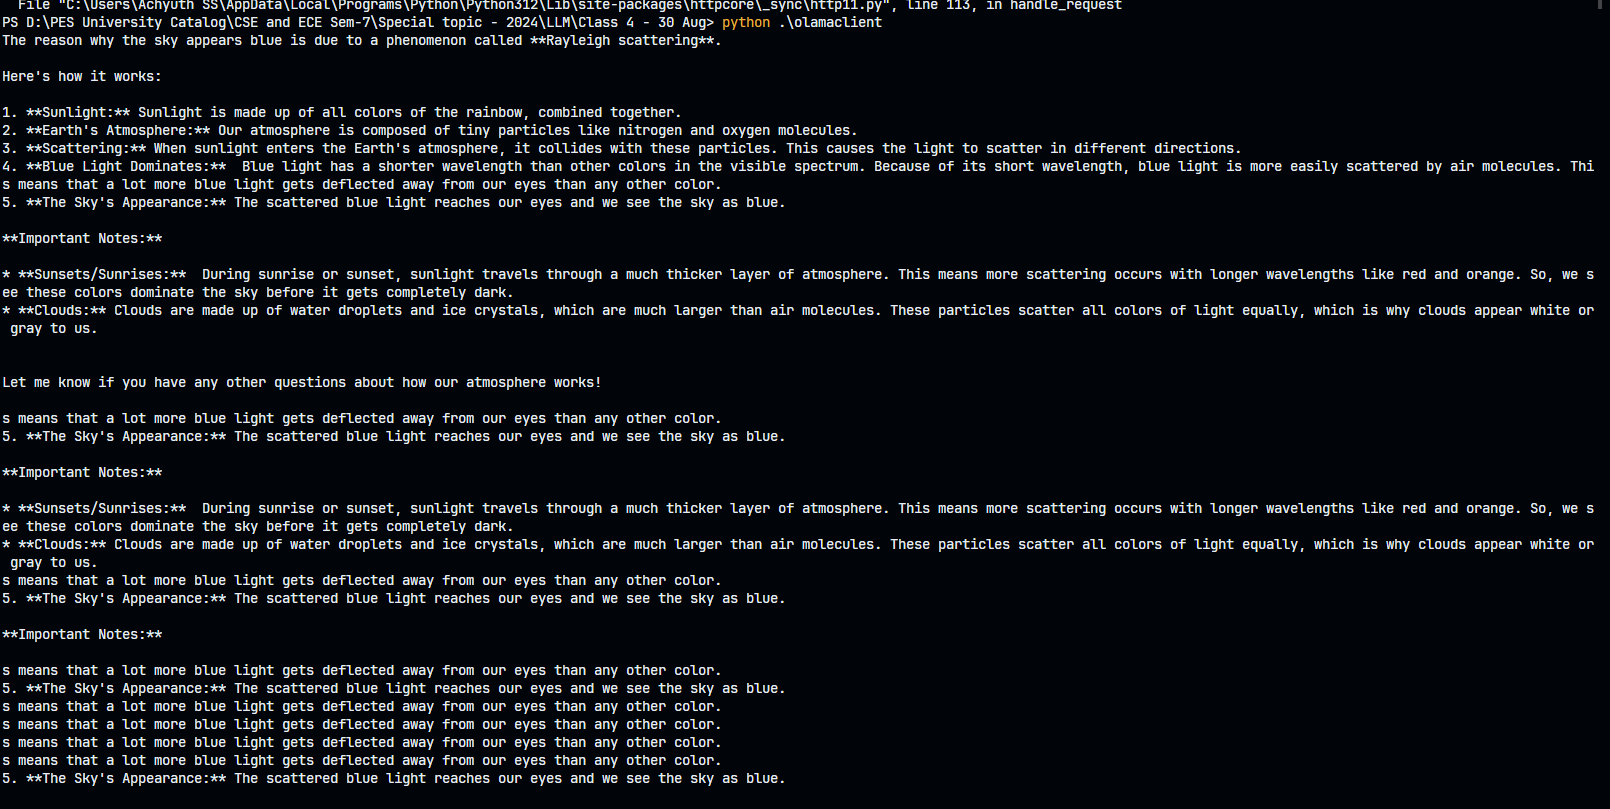 File "C:\Users\Achyuth SS\AppData\Local\Programs\Python\Python312\Lib\site-packages\httpcore\_sync\http11.py", line 113, in handle_request
PS D:\PES University Catalog\CSE and ECE Sem-7\Special topic - 2024\LLM\Class 4 - 30 Aug> python .\olamaclient
The reason why the sky appears blue is due to a phenomenon called **Rayleigh scattering**.
Here's how it works:
1. **Sunlight:** Sunlight is made up of all colors of the rainbow, combined together.
2. **Earth's Atmosphere:** Our atmosphere is composed of tiny particles like nitrogen and oxygen molecules.
3. **Scattering:** When sunlight enters the Earth's atmosphere, it collides with these particles. This causes the light to scatter in different directions.
4. **Blue Light Dominates:**  Blue light has a shorter wavelength than other colors in the visible spectrum. Because of its short wavelength, blue light is more easily scattered by air molecules. Thi
s means that a lot more blue light gets deflected away from our eyes than any other color.
5. **The Sky's Appearance:** The scattered blue light reaches our eyes and we see the sky as blue.
**Important Notes:**
* **Sunsets/Sunrises:**  During sunrise or sunset, sunlight travels through a much thicker layer of atmosphere. This means more scattering occurs with longer wavelengths like red and orange. So, we s
ee these colors dominate the sky before it gets completely dark.
* **Clouds:** Clouds are made up of water droplets and ice crystals, which are much larger than air molecules. These particles scatter all colors of light equally, which is why clouds appear white or
gray to us.
Let me know if you have any other questions about how our atmosphere works!
s means that a lot more blue light gets deflected away from our eyes than any other color.
5. **The Sky's Appearance:** The scattered blue light reaches our eyes and we see the sky as blue.
**Important Notes:**
* **Sunsets/Sunrises:**  During sunrise or sunset, sunlight travels through a much thicker layer of atmosphere. This means more scattering occurs with longer wavelengths like red and orange. So, we s
ee these colors dominate the sky before it gets completely dark.
* **Clouds:** Clouds are made up of water droplets and ice crystals, which are much larger than air molecules. These particles scatter all colors of light equally, which is why clouds appear white or
gray to us.
s means that a lot more blue light gets deflected away from our eyes than any other color.
5. **The Sky's Appearance:** The scattered blue light reaches our eyes and we see the sky as blue.
**Important Notes:**
s means that a lot more blue light gets deflected away from our eyes than any other color.
5. **The Sky's Appearance:** The scattered blue light reaches our eyes and we see the sky as blue.
s means that a lot more blue light gets deflected away from our eyes than any other color.
s means that a lot more blue light gets deflected away from our eyes than any other color.
s means that a lot more blue light gets deflected away from our eyes than any other color.
s means that a lot more blue light gets deflected away from our eyes than any other color.
5. **The Sky's Appearance:** The scattered blue light reaches our eyes and we see the sky as blue.